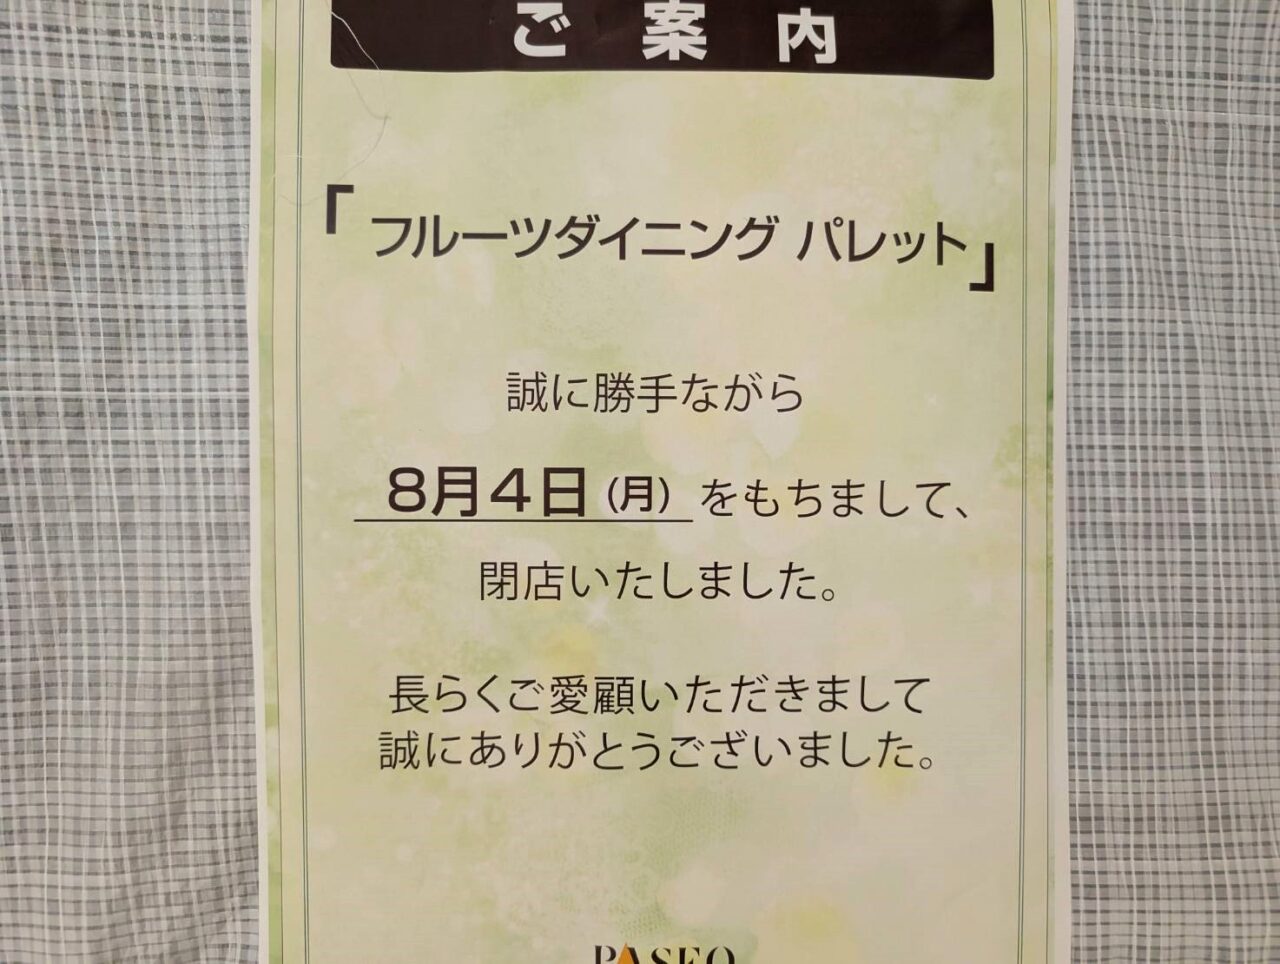 ご案内
「フルーツダイニング パレット」
誠に勝手ながら
8月4日（月）をもちまして、
閉店いたしました。
長らくご愛顧いただきまして
誠にありがとうございました。
PASEO